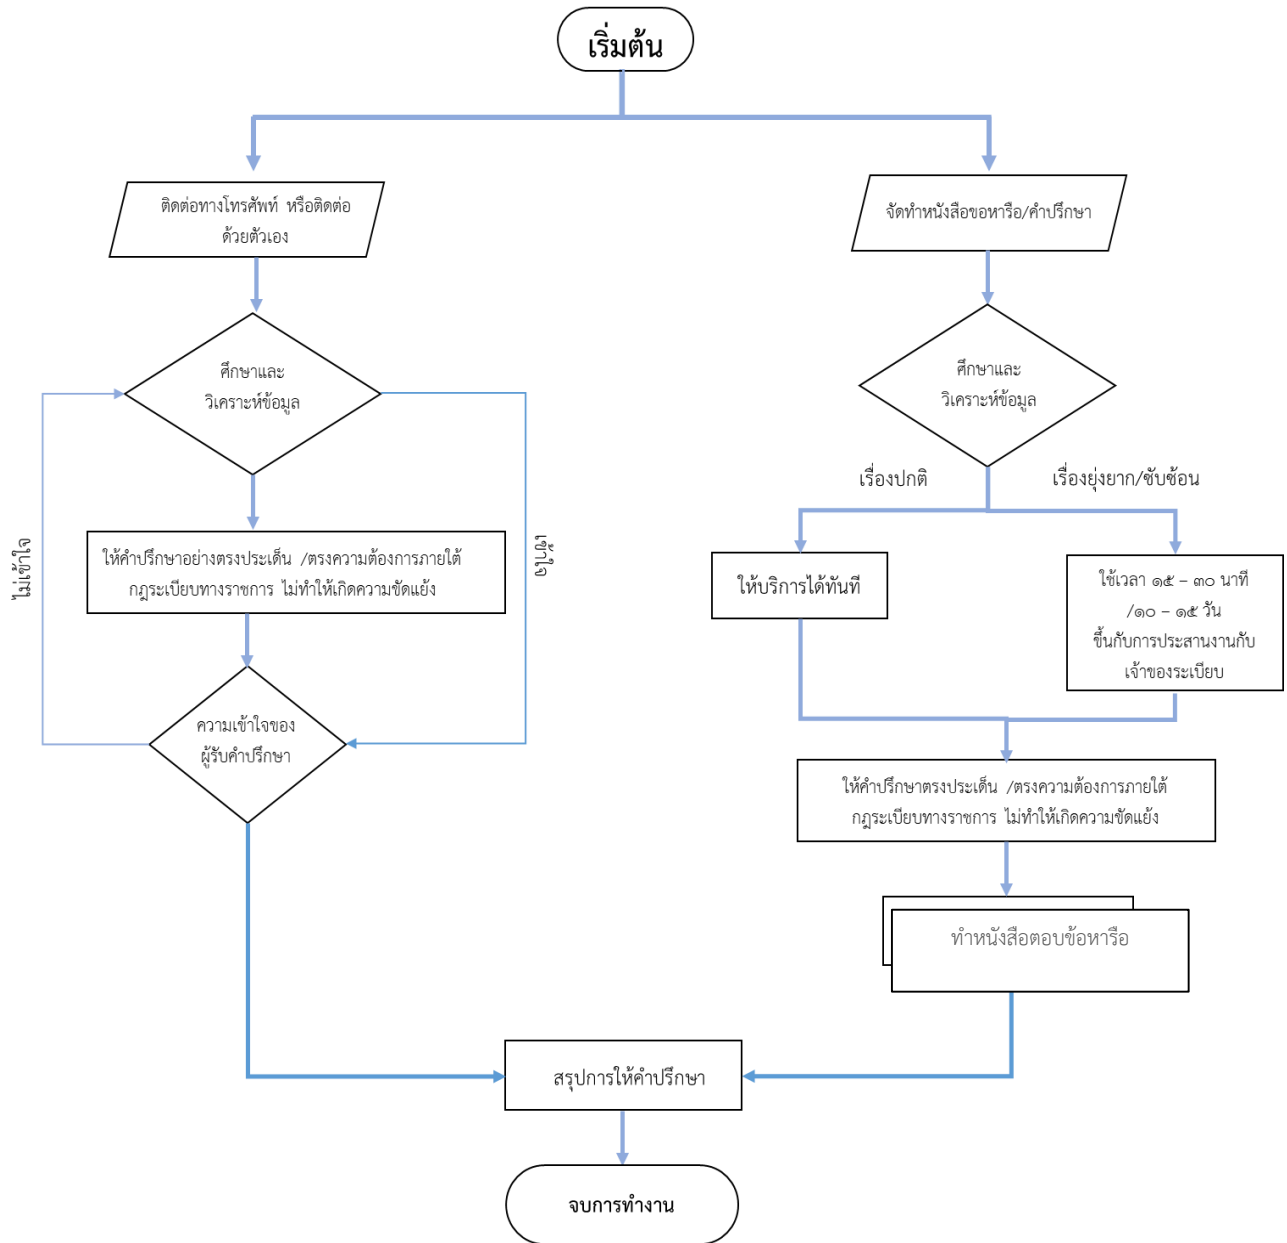 เริ่มต้น
ติดต่อทางโทรศัพท์ หรือติดต่อ
ด้วยตัวเอง
จัดทำหนังสือขอหารือ/คำปรึกษา
ศึกษาและ
วิเคราะห์ข้อมูล
ศึกษาและ
วิเคราะห์ข้อมูล
เรื่องปกติ
เรื่องยุ่งยาก/ซับซ้อน
ไม่เข้าใจ
เข้าใจ
ให้คำปรึกษาอย่างตรงประเด็น /ตรงความต้องการภายใต้
กฎระเบียบทางราชการ ไม่ทำให้เกิดความขัดแย้ง
ให้บริการได้ทันที
ใช้เวลา ๑๕ – ๓๐ นาที
/๑๐ – ๑๕ วัน
ขึ้นกับการประสานงานกับ
เจ้าของระเบียบ
ความเข้าใจของ
ผู้รับคำปรึกษา
ให้คำปรึกษาตรงประเด็น /ตรงความต้องการภายใต้
กฎระเบียบทางราชการ ไม่ทำให้เกิดความขัดแย้ง
ทำหนังสือตอบข้อหารือ
สรุปการให้คำปรึกษา
จบการทำงาน